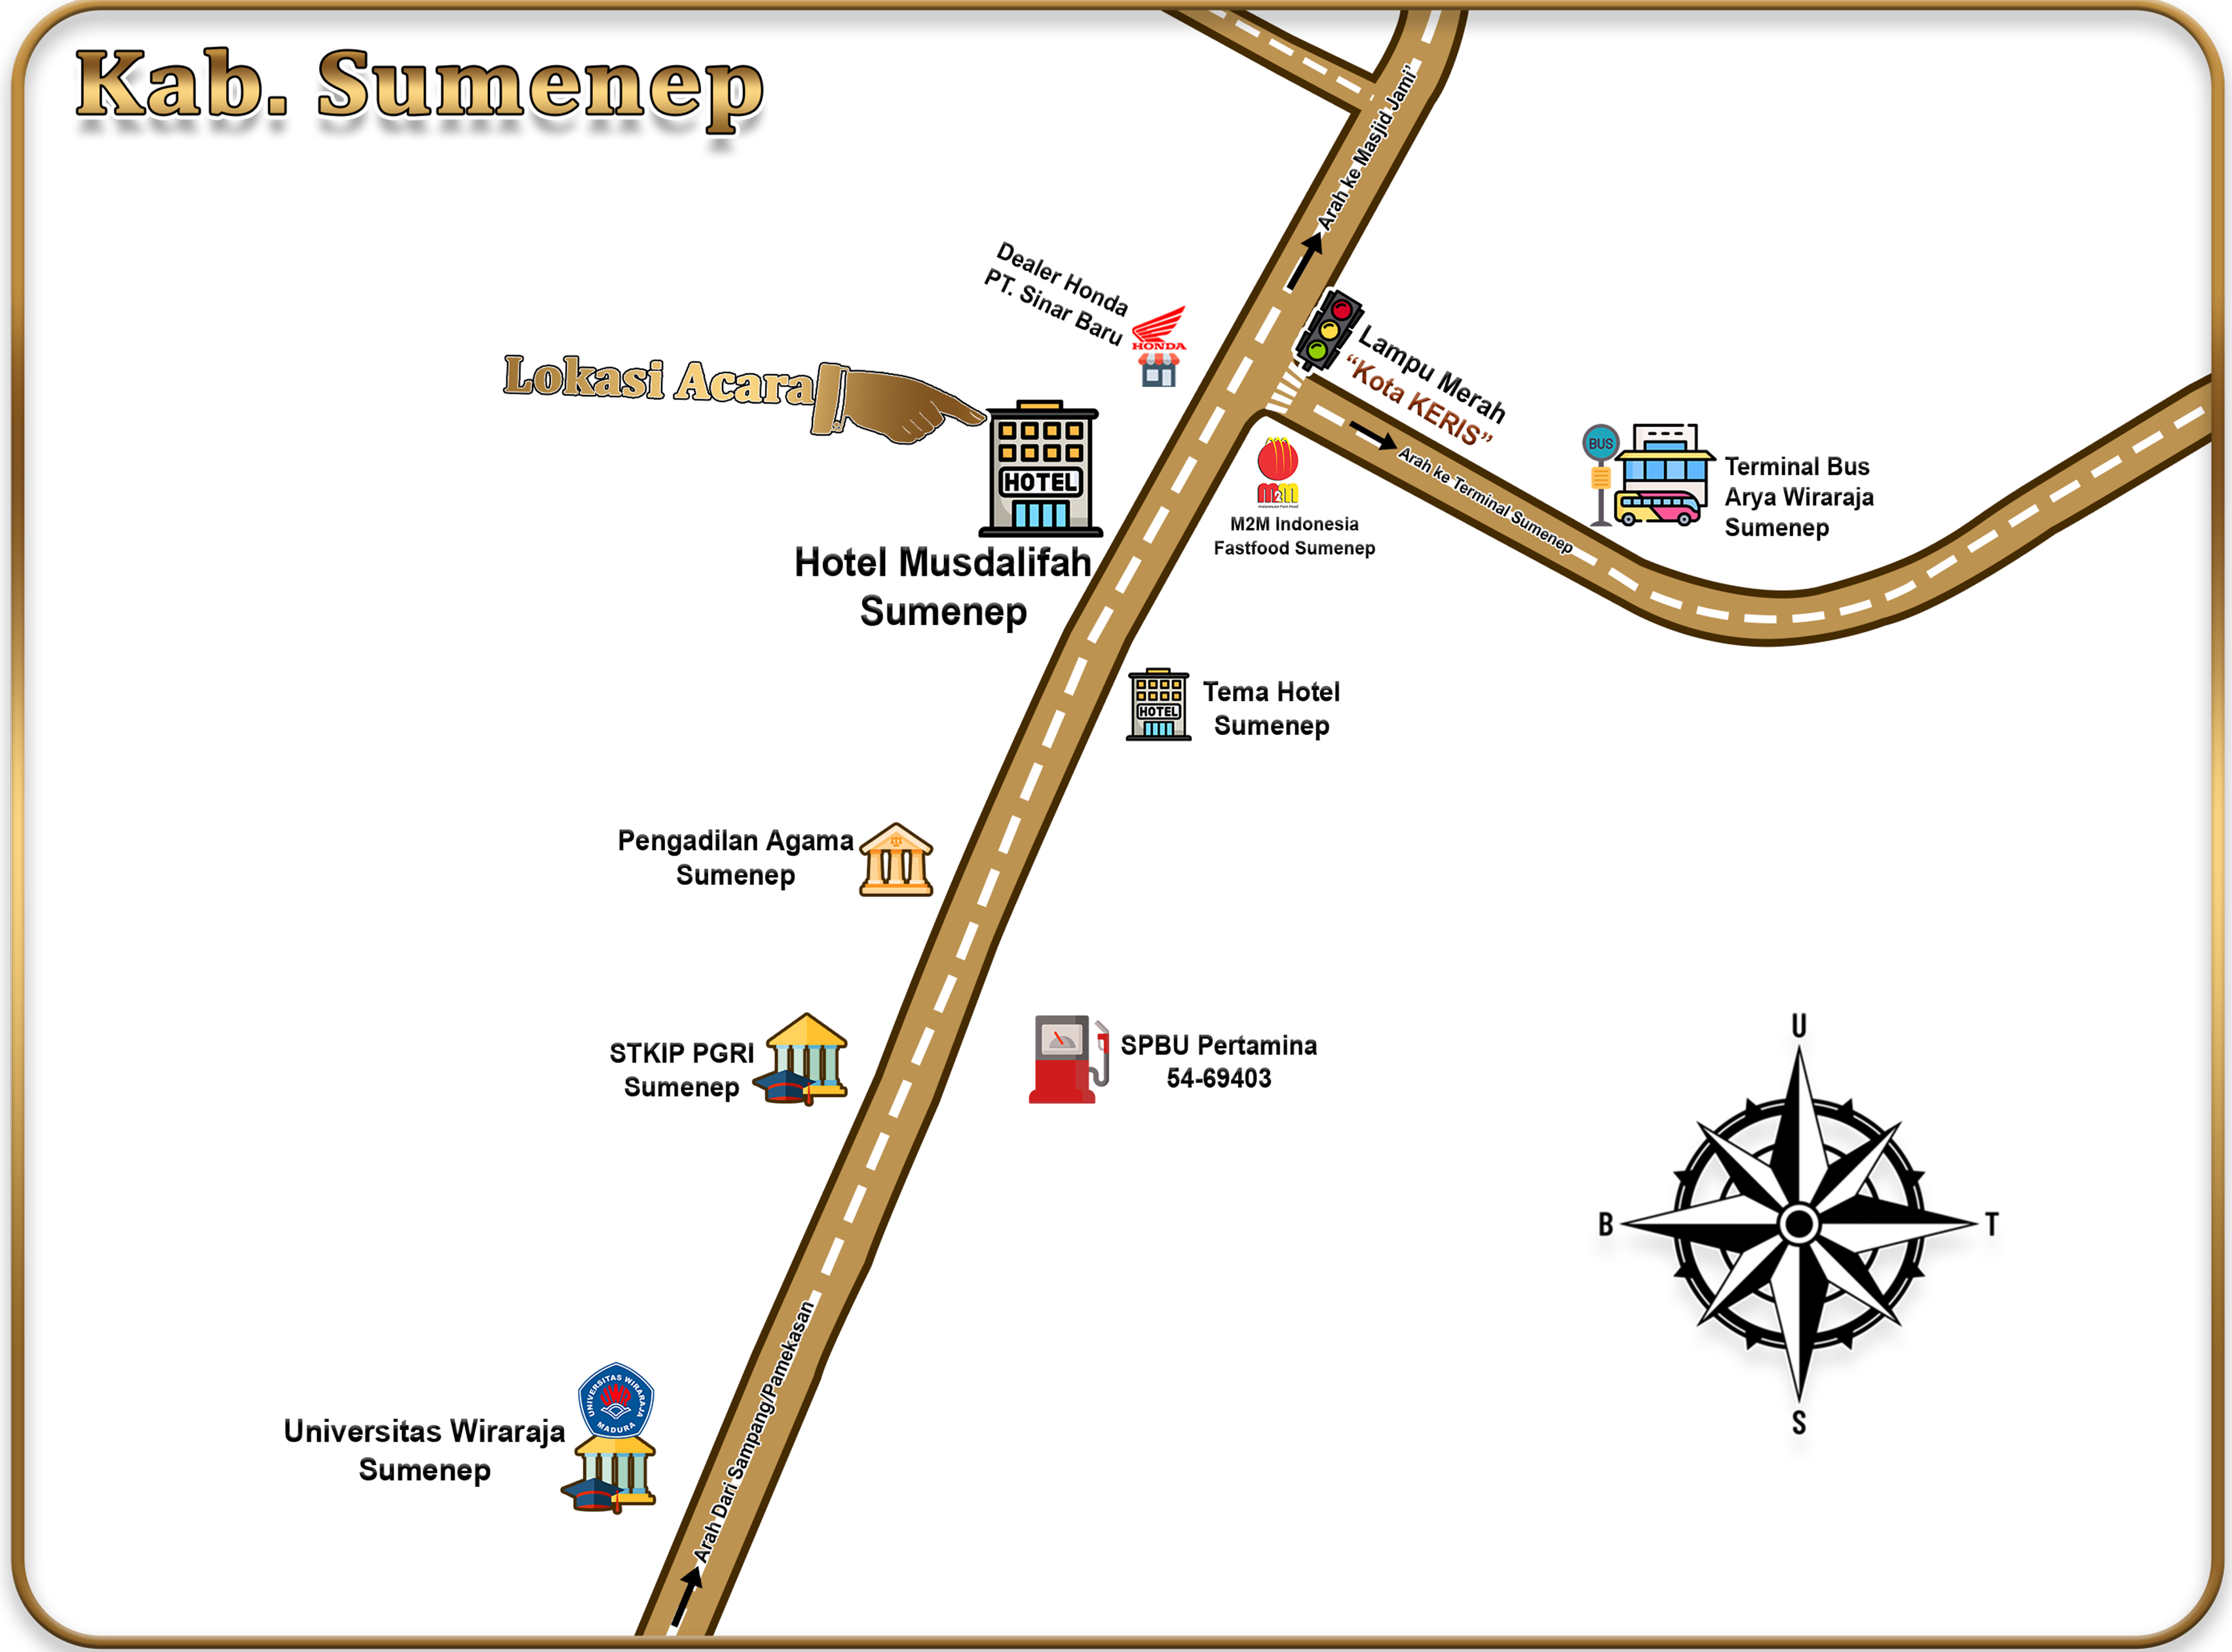 Kab. Sumenep
Arah ke Masjid Jami'
Dealer Honda
PT. Sinar Baru
HONDA
Lampu Merah
“Kota KERIS”
Lokasi Acara
HOTEL
Hotel Musdalifah
Sumenep
M2M
M2M Indonesia
Fastfood Sumenep
Arah ke Terminal Sumenep
BUS
Terminal Bus
Arya Wiraraja
Sumenep
HOTEL
Tema Hotel
Sumenep
Pengadilan Agama
Sumenep
STKIP PGRI
Sumenep
SPBU Pertamina
54-69403
U
B
T
S
Arah Dari Sampang/Pamekasan
UNIVERSITAS WIRARAJA
MADURA
Universitas Wiraraja
Sumenep